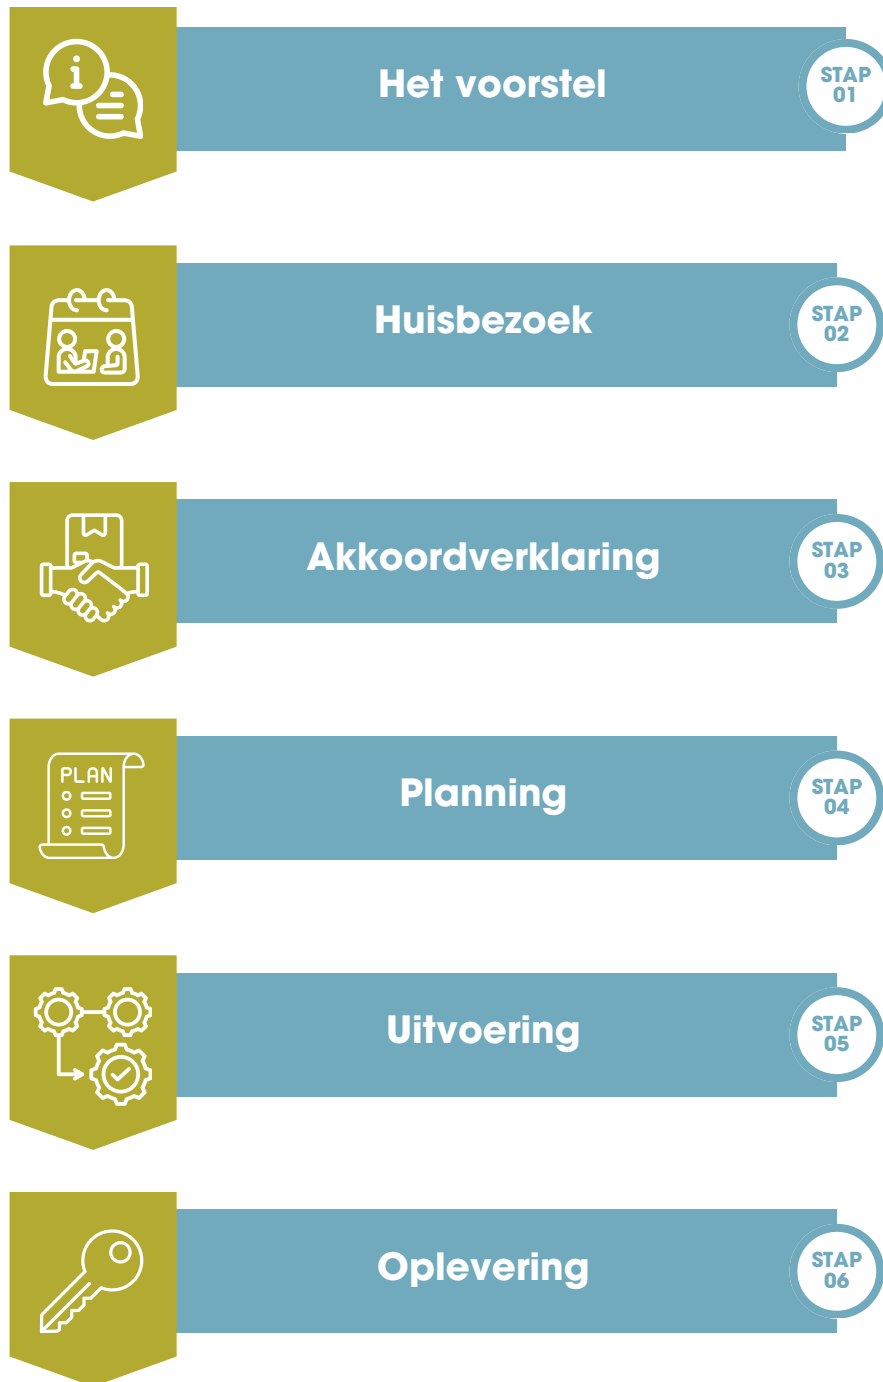 i
Het voorstel
STAP
01
Huisbezoek
STAP
02
Akkoordverklaring
STAP
03
PLAN
Planning
STAP
04
Uitvoering
STAP
05
Oplevering
STAP
06